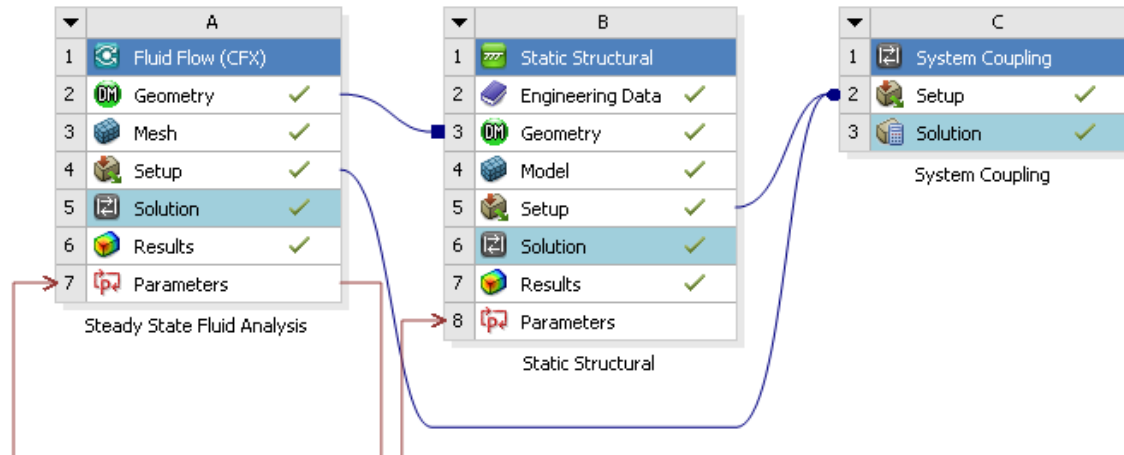 A
1 Fluid Flow (CFX)
2 DM Geometry
3 Mesh
4 Setup
5 Solution
6 Results
7 Parameters
Steady State Fluid Analysis
B
1 Static Structural
2 Engineering Data
3 DM Geometry
4 Model
5 Setup
6 Solution
7 Results
8 Parameters
Static Structural
C
1 System Coupling
2 Setup
3 Solution
System Coupling